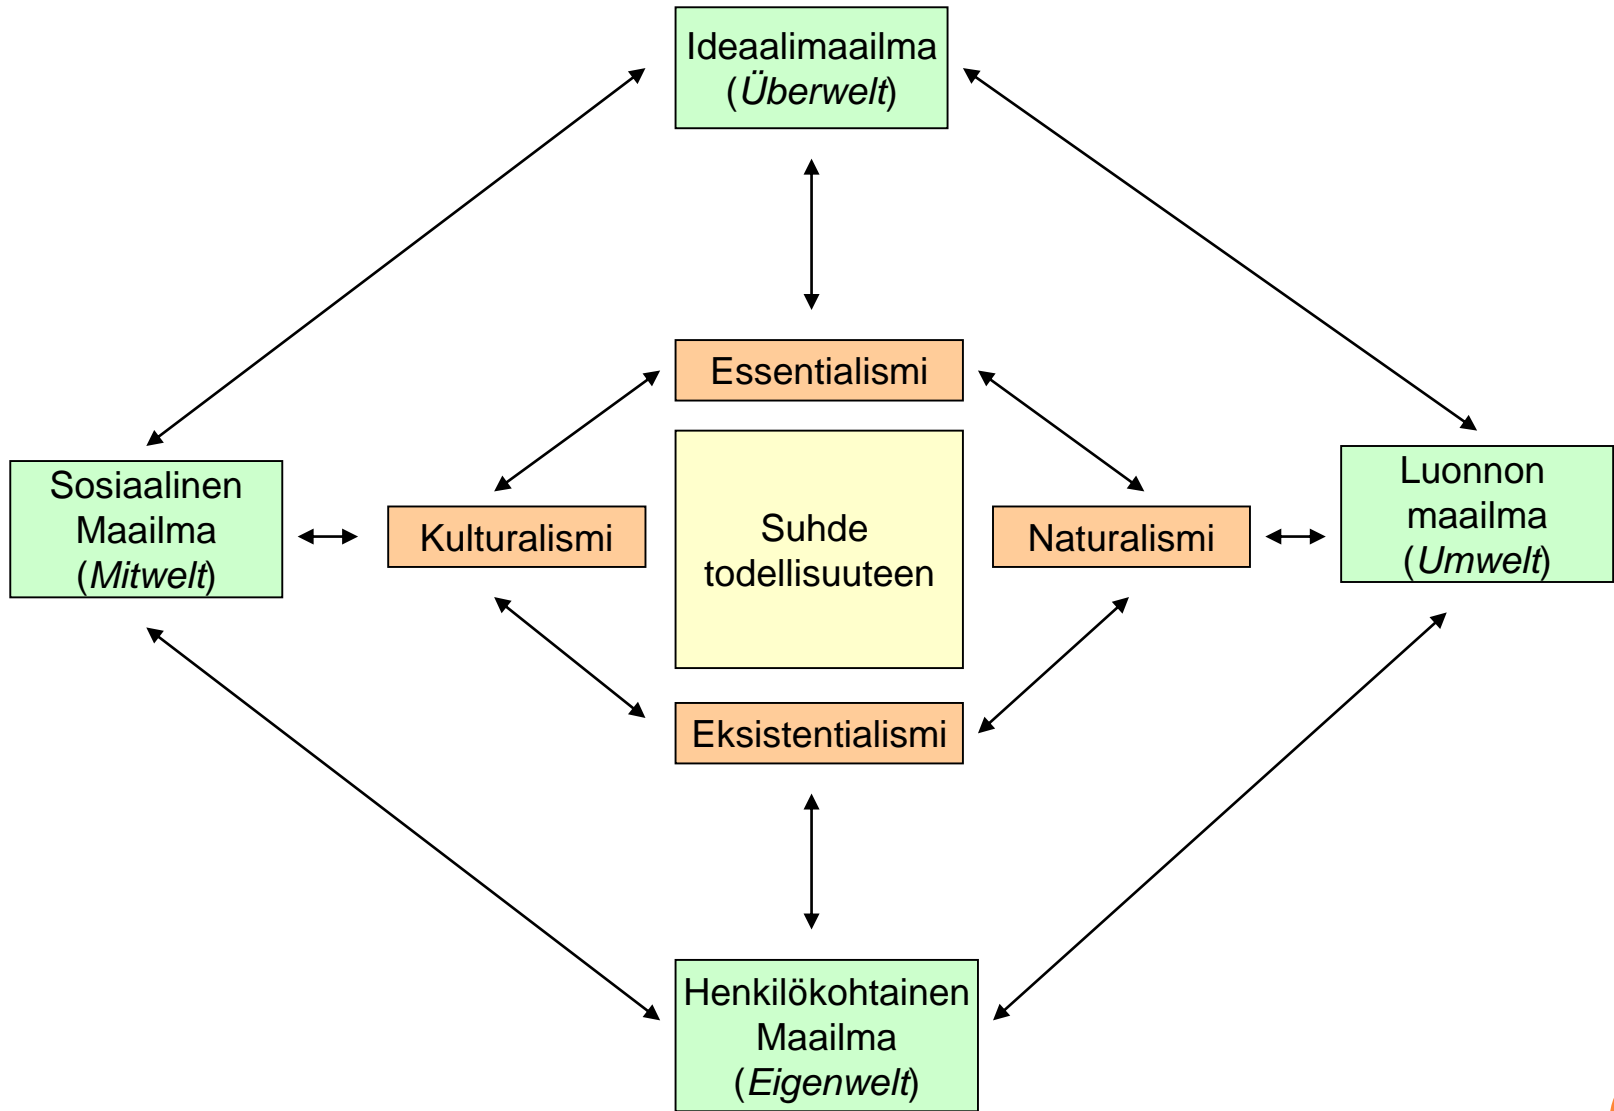 Ideaalimaailma
(Überwelt)
Essentialismi
Sosiaalinen
Maailma
(Mitwelt)
Kulturalismi
Suhde
todellisuuteen
Naturalismi
Luonnon
maailma
(Umwelt)
Eksistentialismi
Henkilökohtainen
Maailma
(Eigenwelt)